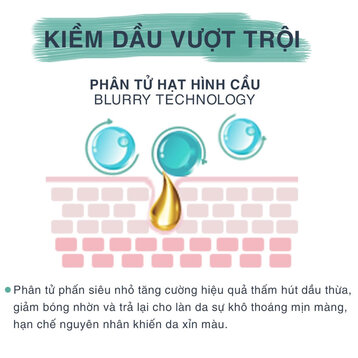 KIỀM DẦU VƯỢT TRỘI
PHÂN TỬ HẠT HÌNH CẦU
BLURRY TECHNOLOGY
• Phân tử phấn siêu nhỏ tăng cường hiệu quả thấm hút dầu thừa,
giảm bóng nhờn và trả lại cho làn da sự khô thoáng mịn màng,
hạn chế nguyên nhân khiến da xỉn màu.